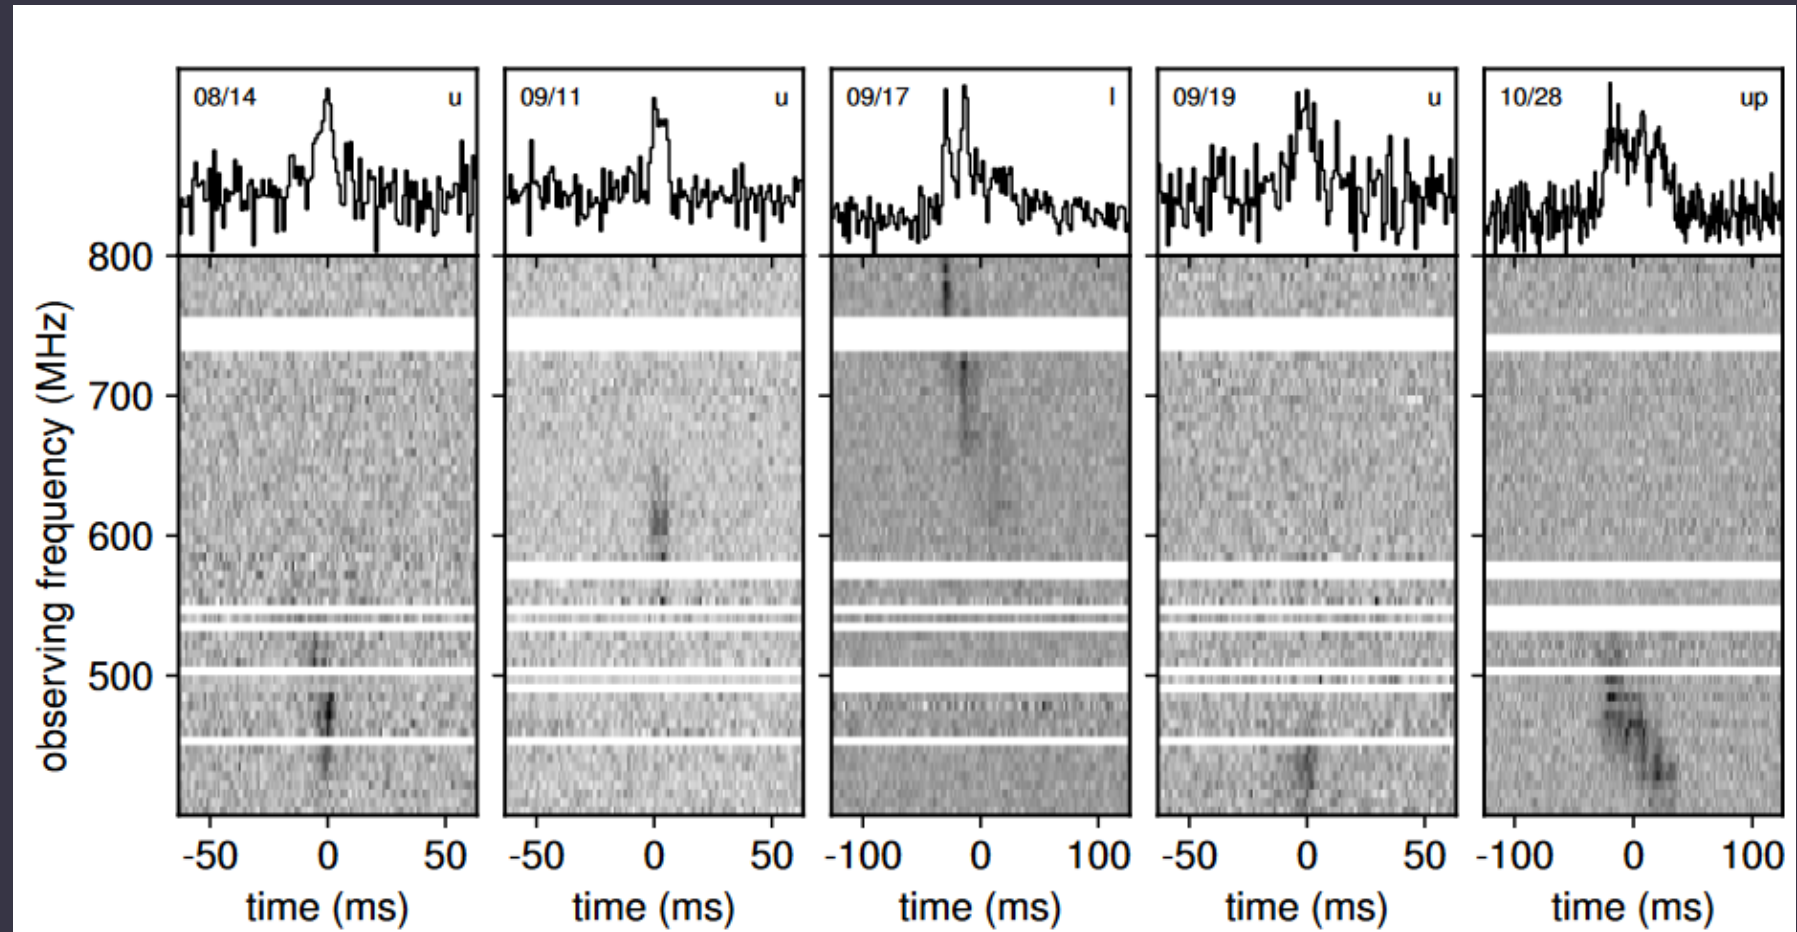 08/14 u
09/11 u
09/17 l
09/19 u
10/28 up
800
700
600
500
observing frequency (MHz)
-50 0 50
-50 0 50
-100 0 100
-50 0 50
-100 0 100
time (ms)
time (ms)
time (ms)
time (ms)
time (ms)